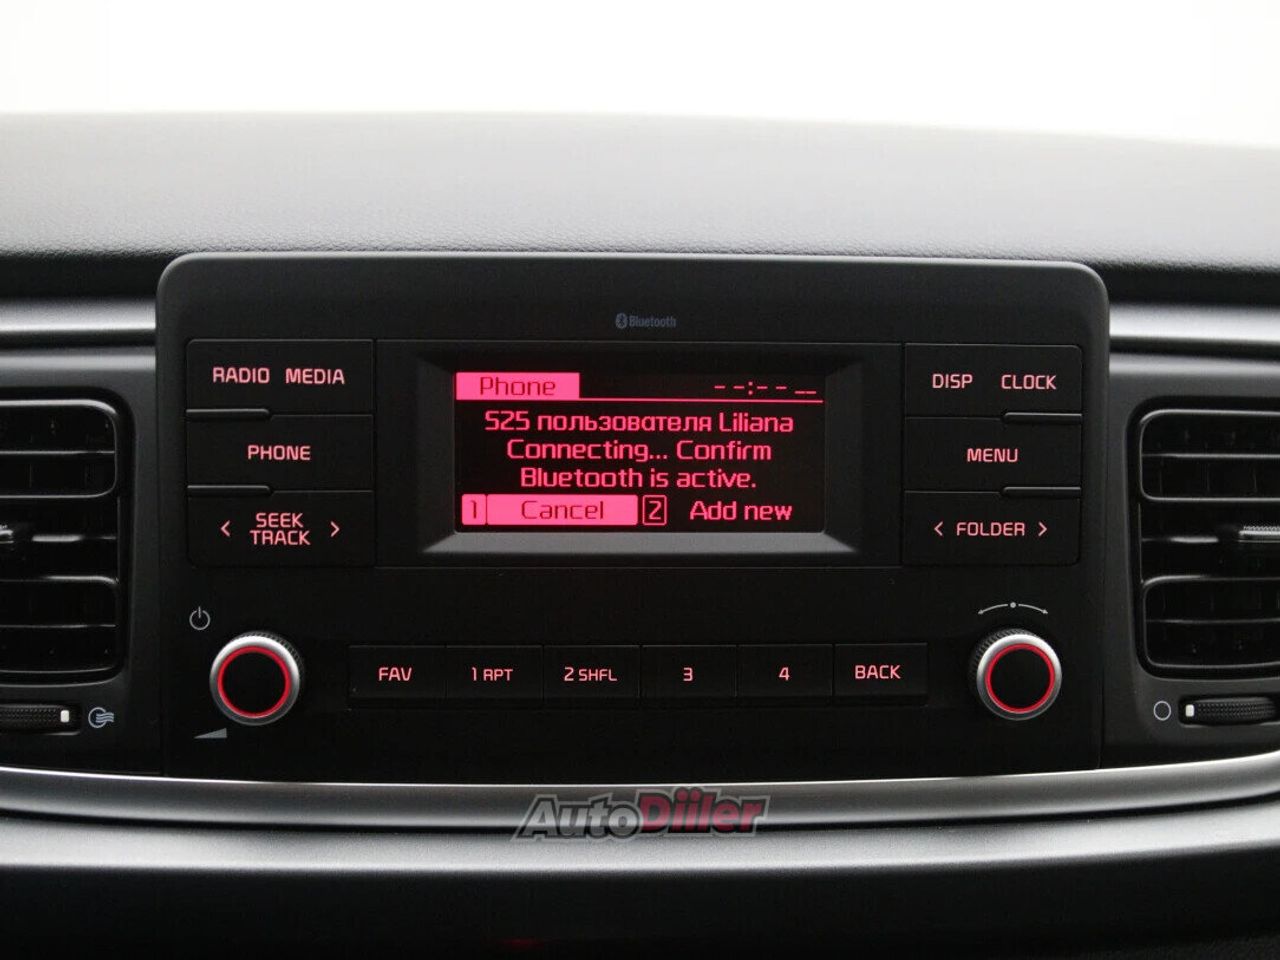 Bluetooth
RADIO MEDIA
PHONE
< SEEK TRACK >
Phone --:-- __
S25 пользователя Liliana
Connecting... Confirm
Bluetooth is active.
1 Cancel 2 Add new
DISP CLOCK
MENU
< FOLDER >
FAV 1 RPT 2 SHFL 3 4 BACK
AutoDiiler